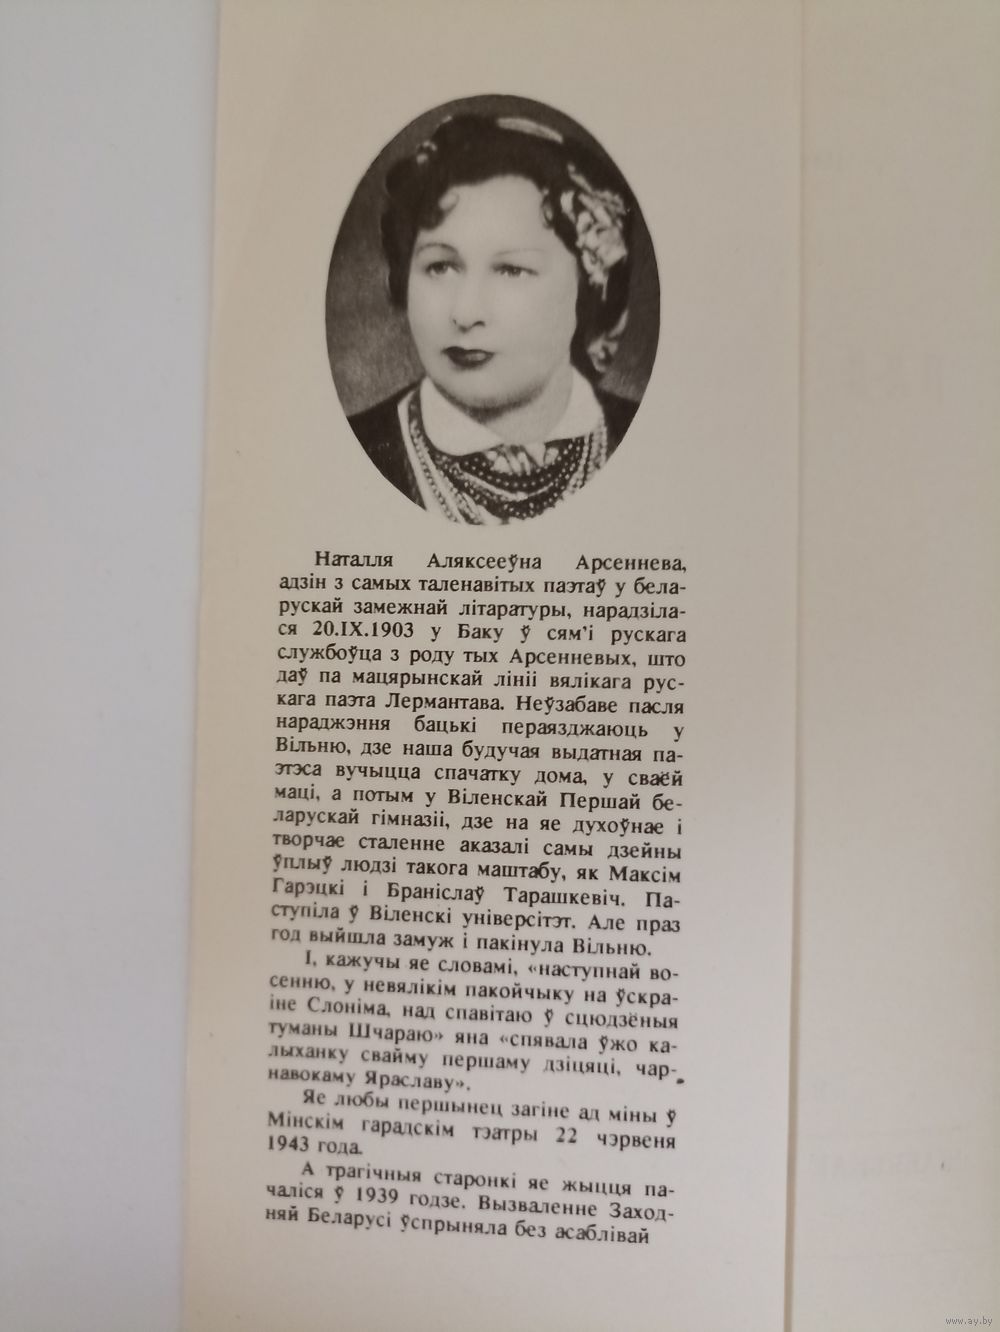 Наталля Аляксееўна Арсеннева,
адзін з самых таленавітых паэтаў у бела-
рускай замежнай літаратуры, нарадзіла-
ся 20.IX.1903 у Баку ў сям'і рускага
службоўца з роду тых Арсенневых, што
даў па мацярынскай лініі вялікага рус-
кага паэта Лермантава. Неўзабаве пасля
нараджэння бацькі пераязджаюць у
Вільню, дзе наша будучая выдатная па-
этэса вучыцца спачатку дома, у сваёй
маці, а потым у Віленскай Першай бе-
ларускай гімназіі, дзе на яе духоўнае і
творчае сталенне аказалі самы дзейны
ўплыў людзі такога маштабу, як Максім
Гарэцкі і Браніслаў Тарашкевіч. Па-
ступіла ў Віленскі універсітэт. Але праз
год выйшла замуж і пакінула Вільню.
І, кажучы яе словамі, «наступнай во-
сенню, у невялікім пакойчыку на ўскра-
іне Слоніма, над спавітаю ў сцюдзёныя
туманы Шчараю» яна «спявала ўжо ка-
лыханку свайму першаму дзіцяці, чар-
навокаму Яраславу».
Яе любы першынец загіне ад міны ў
Мінскім гарадскім тэатры 22 чэрвеня
1943 года.
А трагічныя старонкі яе жыцця па-
чаліся ў 1939 годзе. Вызваленне Заход-
няй Беларусі ўспрыняла без асаблівай
www.ay.by